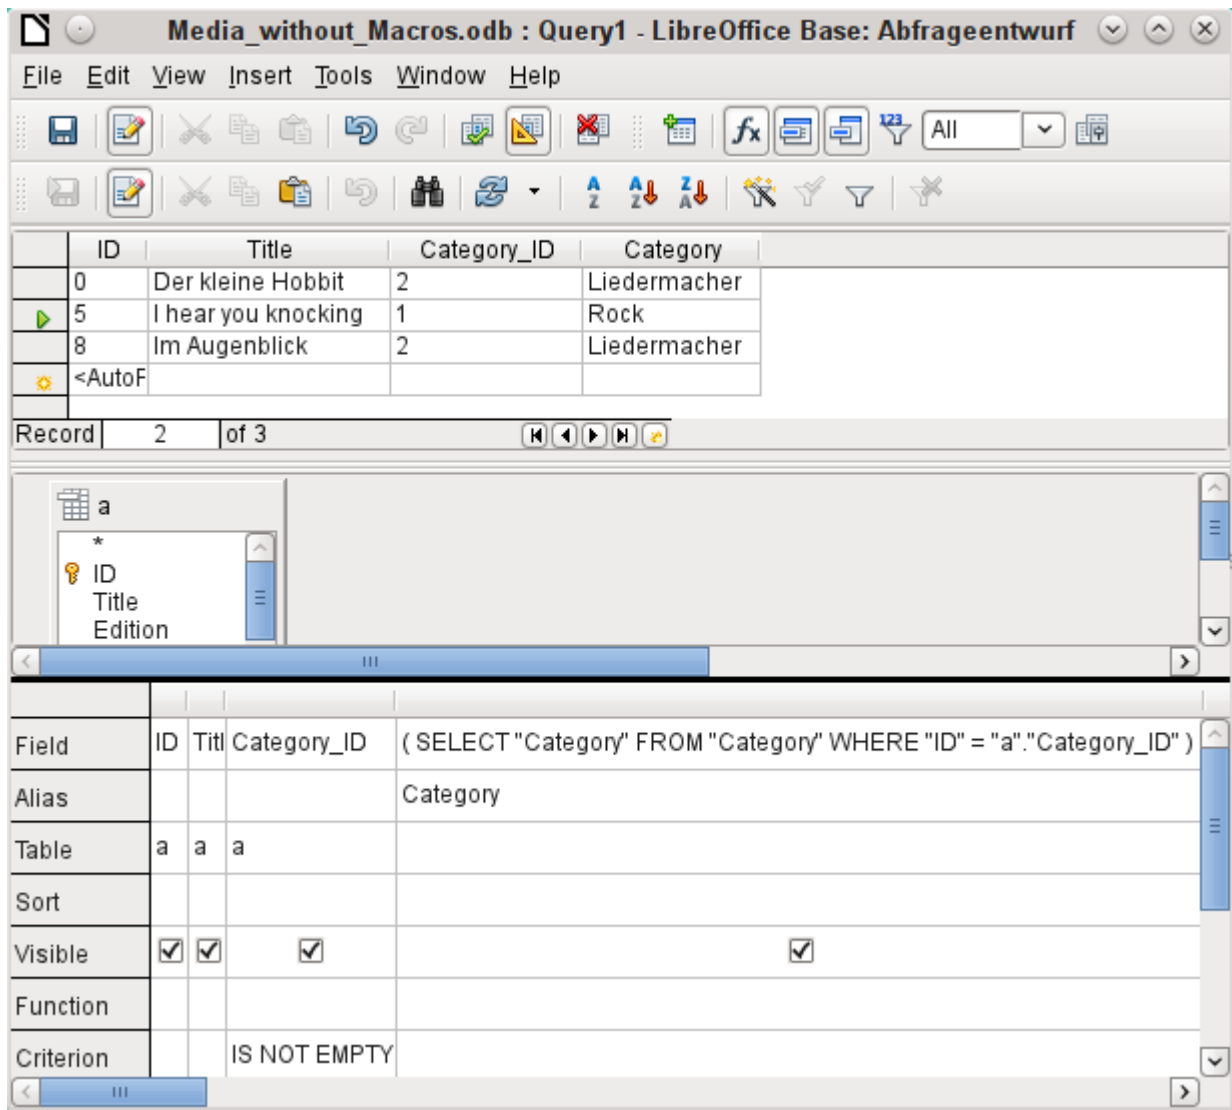 Media_without_Macros.odb : Query1 - LibreOffice Base: Abfrageentwurf
File Edit View Insert Tools Window Help
fx 123 All
A Z A Z Z A
ID Title Category_ID Category
0 Der kleine Hobbit 2 Liedermacher
5 I hear you knocking 1 Rock
8 Im Augenblick 2 Liedermacher
<AutoF
Record 2 of 3
a
*
ID
Title
Edition
Field ID Titl Category_ID ( SELECT "Category" FROM "Category" WHERE "ID" = "a"."Category_ID" )
Alias Category
Table a a a
Sort
Visible
Function
Criterion IS NOT EMPTY